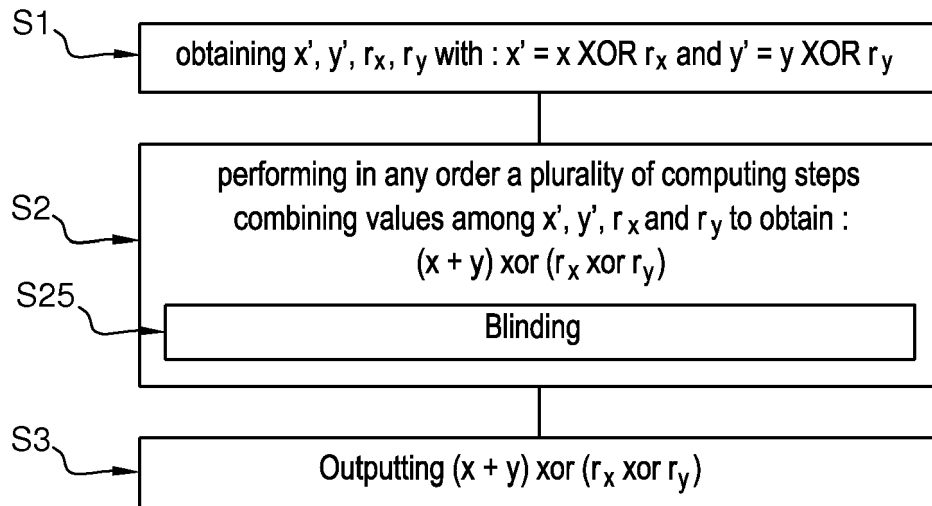 S1
obtaining x', y', rx, ry with : x' = x XOR rx and y' = y XOR ry
S2
performing in any order a plurality of computing steps
combining values among x', y', rx and ry to obtain :
(x + y) xor (rx xor ry)
S25
Blinding
S3
Outputting (x + y) xor (rx xor ry)